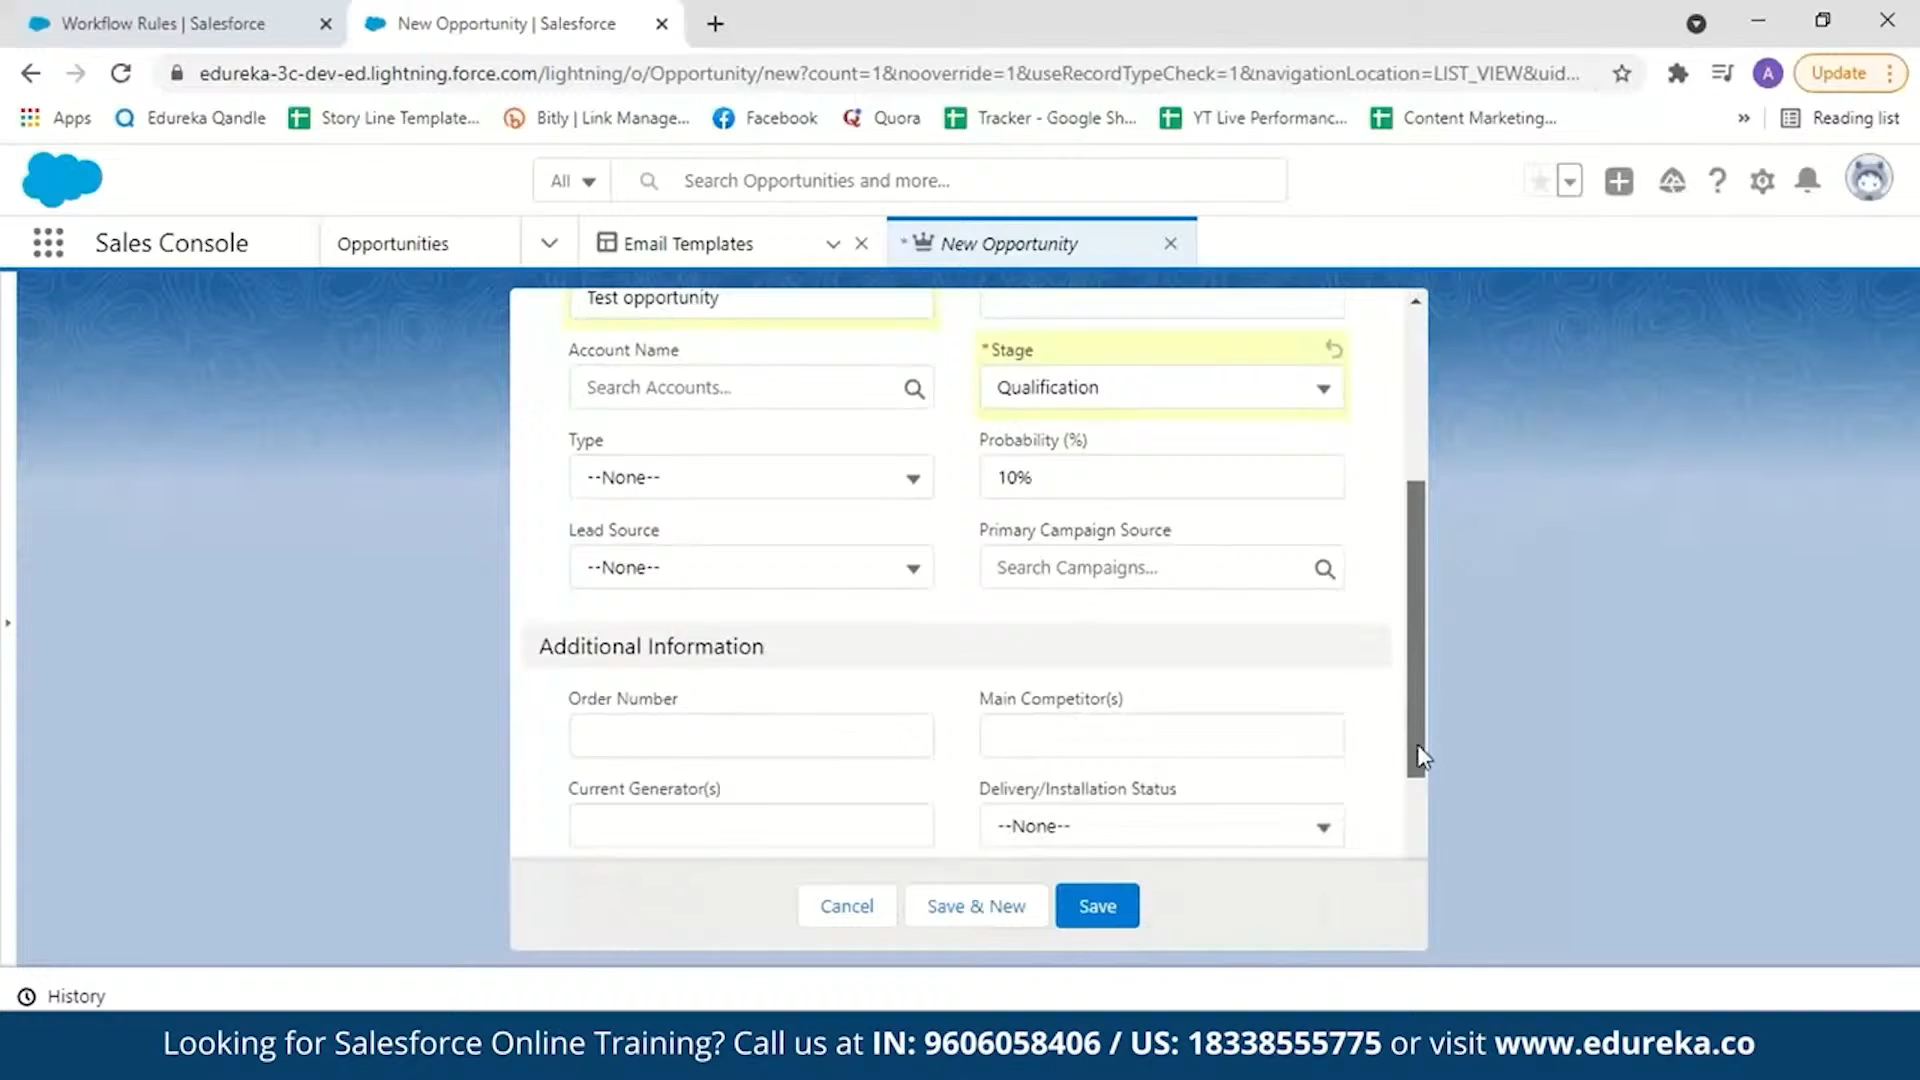 Workflow Rules | Salesforce
New Opportunity | Salesforce
edureka-3c-dev-ed.lightning.force.com/lightning/o/Opportunity/new?count=1&nooverride=1&useRecordTypeCheck=1&navigationLocation=LIST_VIEW&uid...
A
Update
Apps
Edureka Qandle
Story Line Template...
Bitly | Link Manage...
Facebook
Quora
Tracker - Google Sh...
YT Live Performanc...
Content Marketing...
»
Reading list
All
Search Opportunities and more...
Sales Console
Opportunities
Email Templates
* New Opportunity
Test opportunity
Account Name
* Stage
Search Accounts...
Qualification
Type
Probability (%)
--None--
10%
Lead Source
Primary Campaign Source
--None--
Search Campaigns...
Additional Information
Order Number
Main Competitor(s)
Current Generator(s)
Delivery/Installation Status
--None--
Cancel
Save & New
Save
History
Looking for Salesforce Online Training? Call us at IN: 9606058406 / US: 18338555775 or visit www.edureka.co